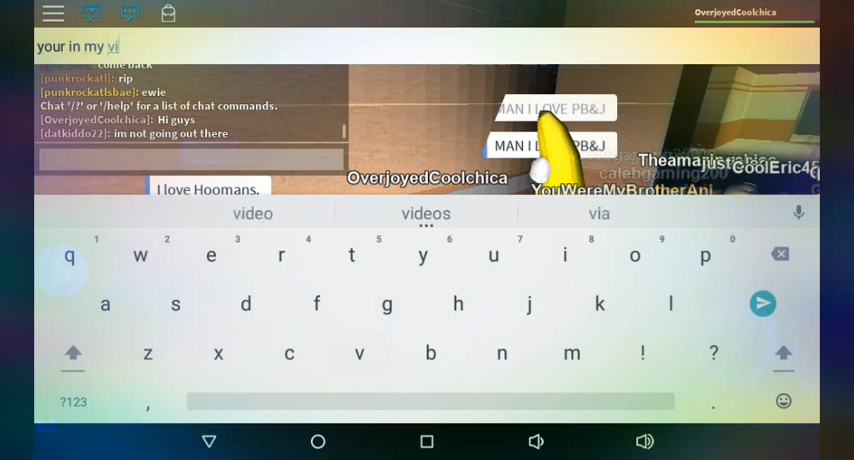 OverjoyedCoolchica
your in my vi
come back
[punkrockatl]: rip
[punkrockatlsbae]: ewie
Chat '/?' or '/help' for a list of chat commands.
[OverjoyedCoolchica]: Hi guys
[datkiddo22]: im not going out there
MAN I LOVE PB&J
MAN I L PB&J
I love Hoomans.
OverjoyedCoolchica
calebgaming200
YouWereMyBrotherAni
video videos via
1 2 3 4 5 6 7 8 9 0
q w e r t y u i o p
a s d f g h j k l
z x c v b n m ! ?
?123 , .